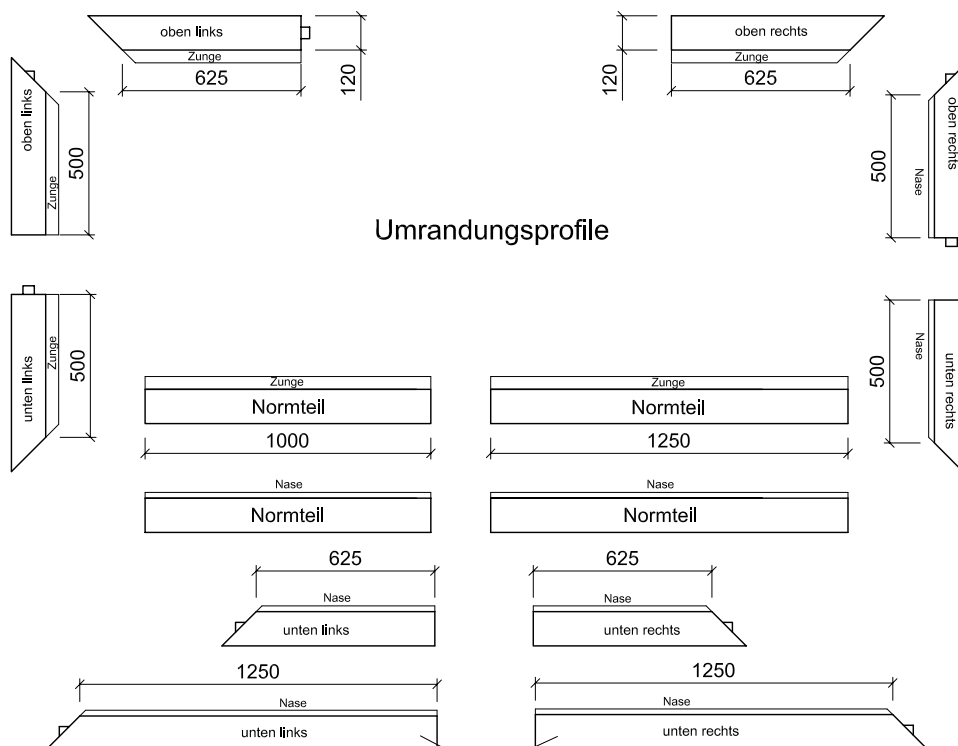 oben links
Zunge
625
120
oben rechts
Zunge
625
120
oben links
Zunge
500
oben rechts
Nase
500
Umrandungsprofile
unten links
Zunge
500
unten rechts
Nase
500
Zunge
Normteil
1000
Zunge
Normteil
1250
Nase
Normteil
Nase
Normteil
625
Nase
unten links
625
Nase
unten rechts
1250
Nase
unten links
1250
Nase
unten rechts